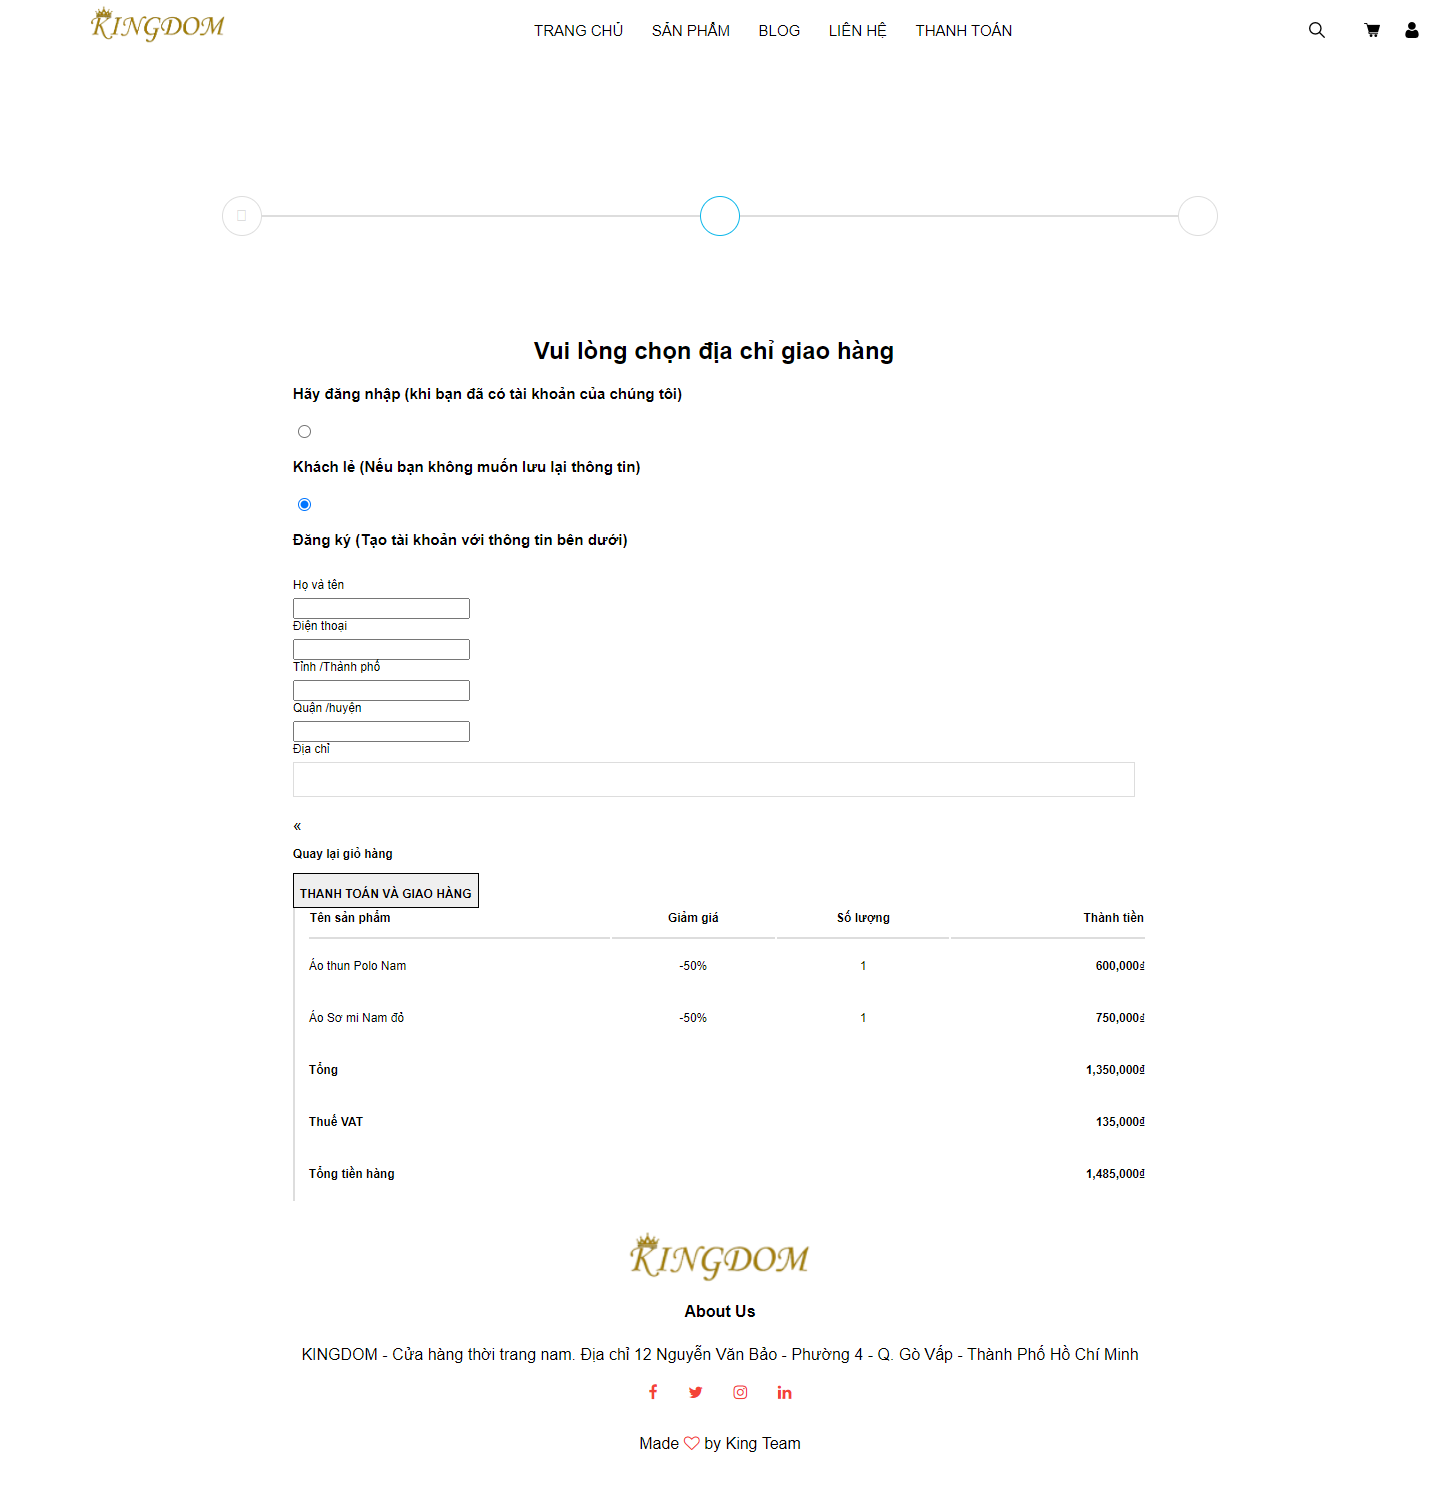 KINGDOM
TRANG CHỦ SẢN PHẨM BLOG LIÊN HỆ THANH TOÁN
Vui lòng chọn địa chỉ giao hàng
Hãy đăng nhập (khi bạn đã có tài khoản của chúng tôi)
Khách lẻ (Nếu bạn không muốn lưu lại thông tin)
Đăng ký (Tạo tài khoản với thông tin bên dưới)
Họ và tên
Điện thoại
Tỉnh /Thành phố
Quận /huyện
Địa chỉ
«
Quay lại giỏ hàng
THANH TOÁN VÀ GIAO HÀNG
Tên sản phẩm Giảm giá Số lượng Thành tiền
Áo thun Polo Nam -50% 1 600,000₫
Áo Sơ mi Nam đỏ -50% 1 750,000₫
Tổng 1,350,000₫
Thuế VAT 135,000₫
Tổng tiền hàng 1,485,000₫
KINGDOM
About Us
KINGDOM - Cửa hàng thời trang nam. Địa chỉ 12 Nguyễn Văn Bảo - Phường 4 - Q. Gò Vấp - Thành Phố Hồ Chí Minh
Made ♡ by King Team